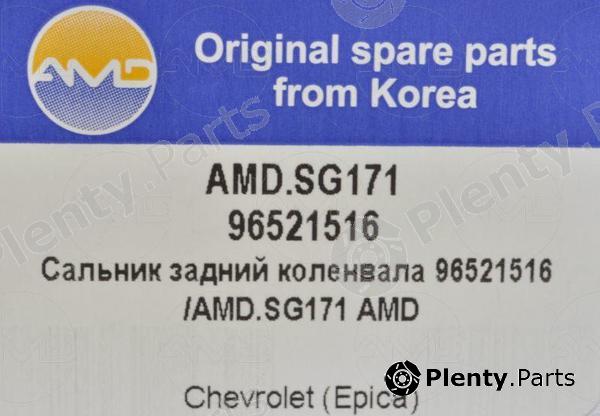 AMD
Original spare parts
from Korea
AMD.SG171
96521516
Сальник задний коленвала 96521516
/AMD.SG171 AMD
Chevrolet (Epica)
Plenty.Parts